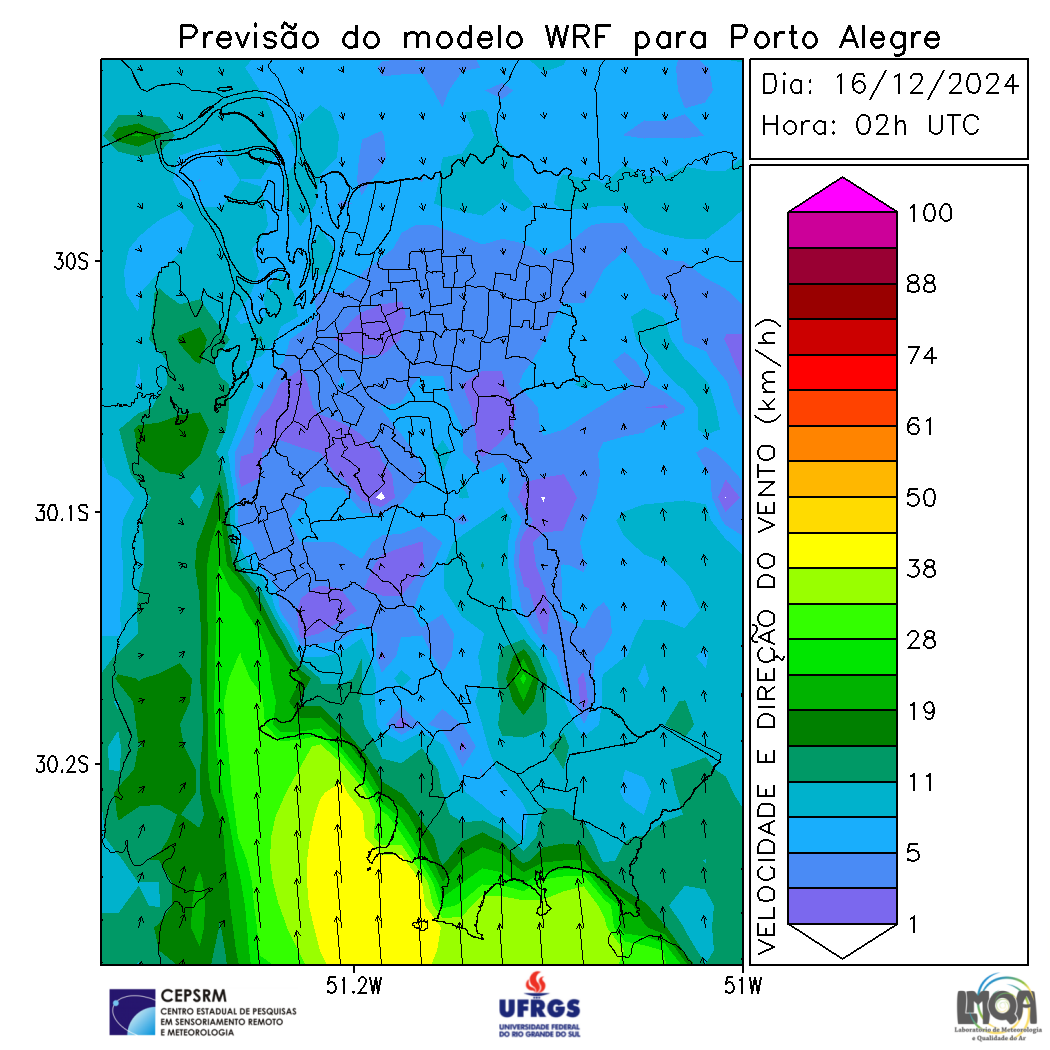 Previsão do modelo WRF para Porto Alegre
Dia: 16/12/2024
Hora: 02h UTC
30S
30.1S
30.2S
51.2W
51W
VELOCIDADE E DIREÇÃO DO VENTO (km/h)
100
88
74
61
50
38
28
19
11
5
1
CEPSRM
CENTRO ESTADUAL DE PESQUISAS
EM SENSORIAMENTO REMOTO
E METEOROLOGIA
UFRGS
UNIVERSIDADE FEDERAL
DO RIO GRANDE DO SUL
LMQA
Laboratório de Meteorologia
e Qualidade do Ar